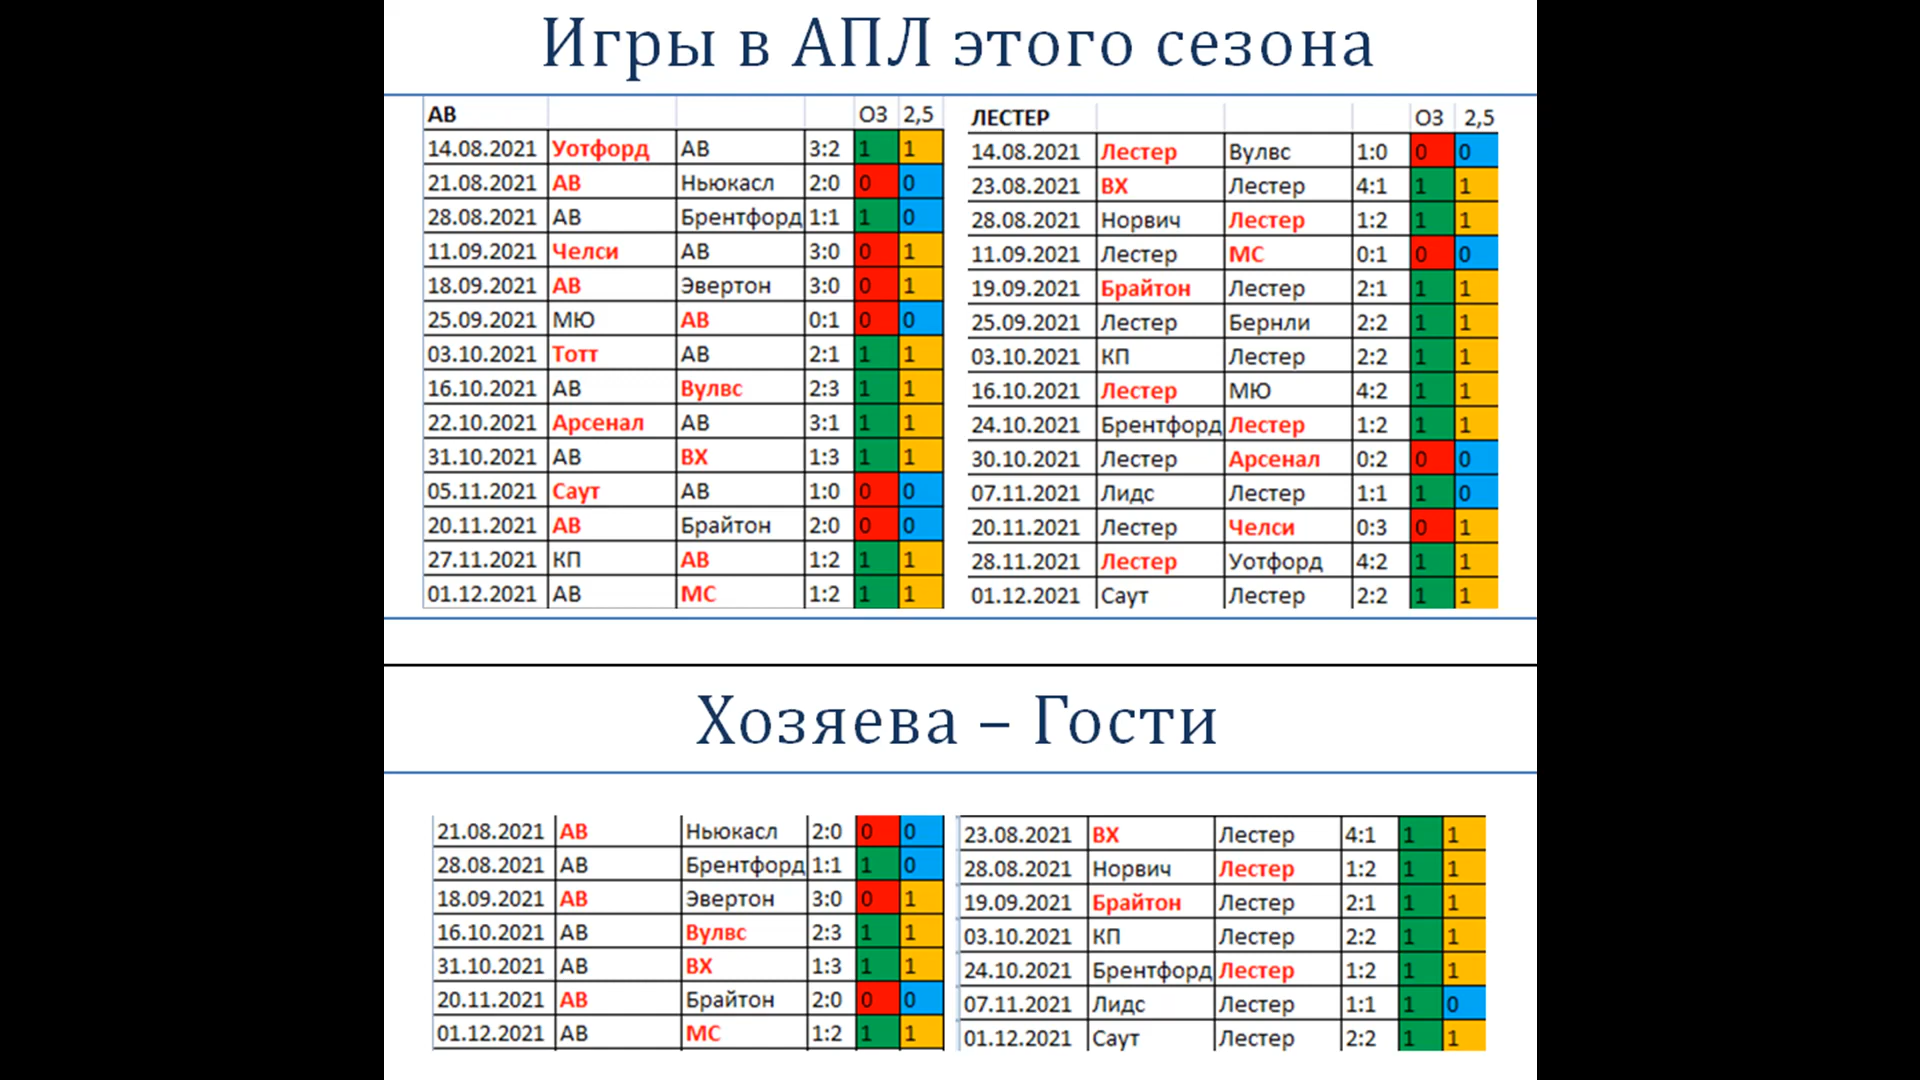 Игры в АПЛ этого сезона
АВ ОЗ 2,5
14.08.2021 Уотфорд АВ 3:2 1 1
21.08.2021 АВ Ньюкасл 2:0 0 0
28.08.2021 АВ Брентфорд 1:1 1 0
11.09.2021 Челси АВ 3:0 0 1
18.09.2021 АВ Эвертон 3:0 0 1
25.09.2021 МЮ АВ 0:1 0 0
03.10.2021 Тотт АВ 2:1 1 1
16.10.2021 АВ Вулвс 2:3 1 1
22.10.2021 Арсенал АВ 3:1 1 1
31.10.2021 АВ ВХ 1:3 1 1
05.11.2021 Саут АВ 1:0 0 0
20.11.2021 АВ Брайтон 2:0 0 0
27.11.2021 КП АВ 1:2 1 1
01.12.2021 АВ МС 1:2 1 1
ЛЕСТЕР ОЗ 2,5
14.08.2021 Лестер Вулвс 1:0 0 0
23.08.2021 ВХ Лестер 4:1 1 1
28.08.2021 Норвич Лестер 1:2 1 1
11.09.2021 Лестер МС 0:1 0 0
19.09.2021 Брайтон Лестер 2:1 1 1
25.09.2021 Лестер Бернли 2:2 1 1
03.10.2021 КП Лестер 2:2 1 1
16.10.2021 Лестер МЮ 4:2 1 1
24.10.2021 Брентфорд Лестер 1:2 1 1
30.10.2021 Лестер Арсенал 0:2 0 0
07.11.2021 Лидс Лестер 1:1 1 0
20.11.2021 Лестер Челси 0:3 0 1
28.11.2021 Лестер Уотфорд 4:2 1 1
01.12.2021 Саут Лестер 2:2 1 1
Хозяева – Гости
21.08.2021 АВ Ньюкасл 2:0 0 0
28.08.2021 АВ Брентфорд 1:1 1 0
18.09.2021 АВ Эвертон 3:0 0 1
16.10.2021 АВ Вулвс 2:3 1 1
31.10.2021 АВ ВХ 1:3 1 1
20.11.2021 АВ Брайтон 2:0 0 0
01.12.2021 АВ МС 1:2 1 1
23.08.2021 ВХ Лестер 4:1 1 1
28.08.2021 Норвич Лестер 1:2 1 1
19.09.2021 Брайтон Лестер 2:1 1 1
03.10.2021 КП Лестер 2:2 1 1
24.10.2021 Брентфорд Лестер 1:2 1 1
07.11.2021 Лидс Лестер 1:1 1 0
01.12.2021 Саут Лестер 2:2 1 1